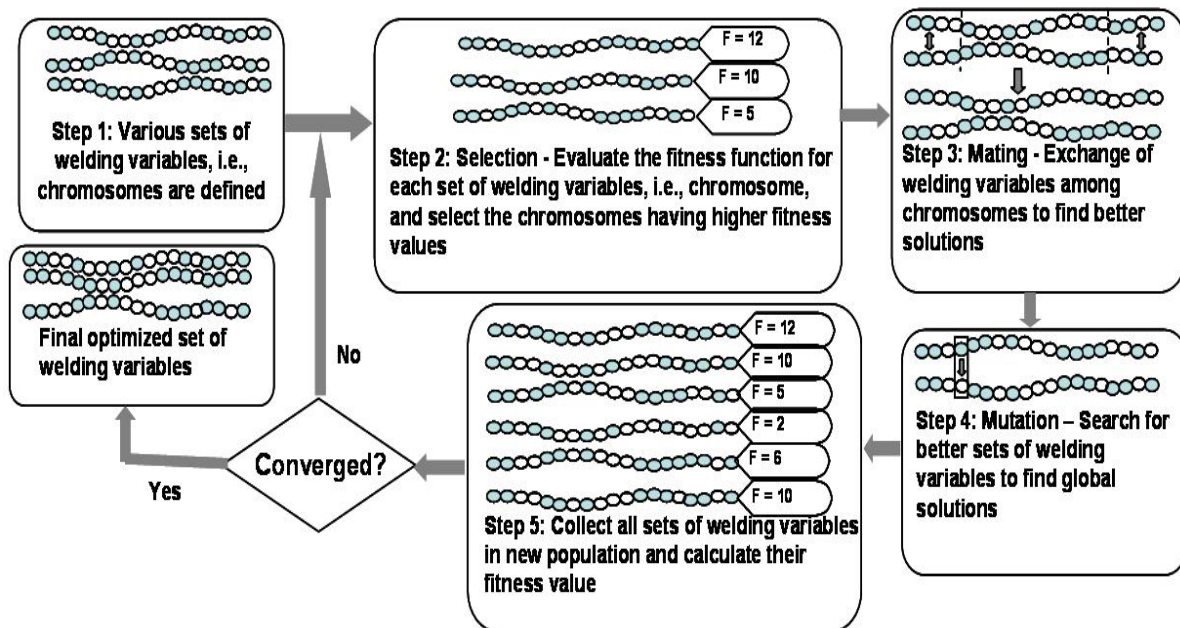 Step 1: Various sets of
welding variables, i.e.,
chromosomes are defined
F = 12
F = 10
F = 5
Step 2: Selection - Evaluate the fitness function for
each set of welding variables, i.e., chromosome,
and select the chromosomes having higher fitness
values
Step 3: Mating - Exchange of
welding variables among
chromosomes to find better
solutions
Step 4: Mutation – Search for
better sets of welding
variables to find global
solutions
F = 12
F = 10
F = 5
F = 2
F = 6
F = 10
Step 5: Collect all sets of welding variables
in new population and calculate their
fitness value
Converged?
No
Yes
Final optimized set of
welding variables